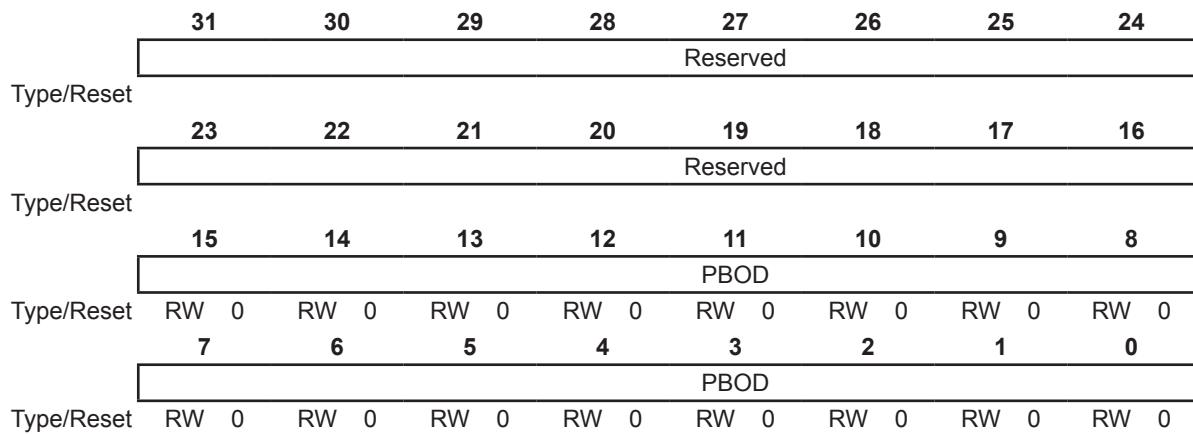 31 30 29 28 27 26 25 24
Reserved
Type/Reset
23 22 21 20 19 18 17 16
Reserved
Type/Reset
15 14 13 12 11 10 9 8
PBOD
Type/Reset RW 0 RW 0 RW 0 RW 0 RW 0 RW 0 RW 0 RW 0
7 6 5 4 3 2 1 0
PBOD
Type/Reset RW 0 RW 0 RW 0 RW 0 RW 0 RW 0 RW 0 RW 0